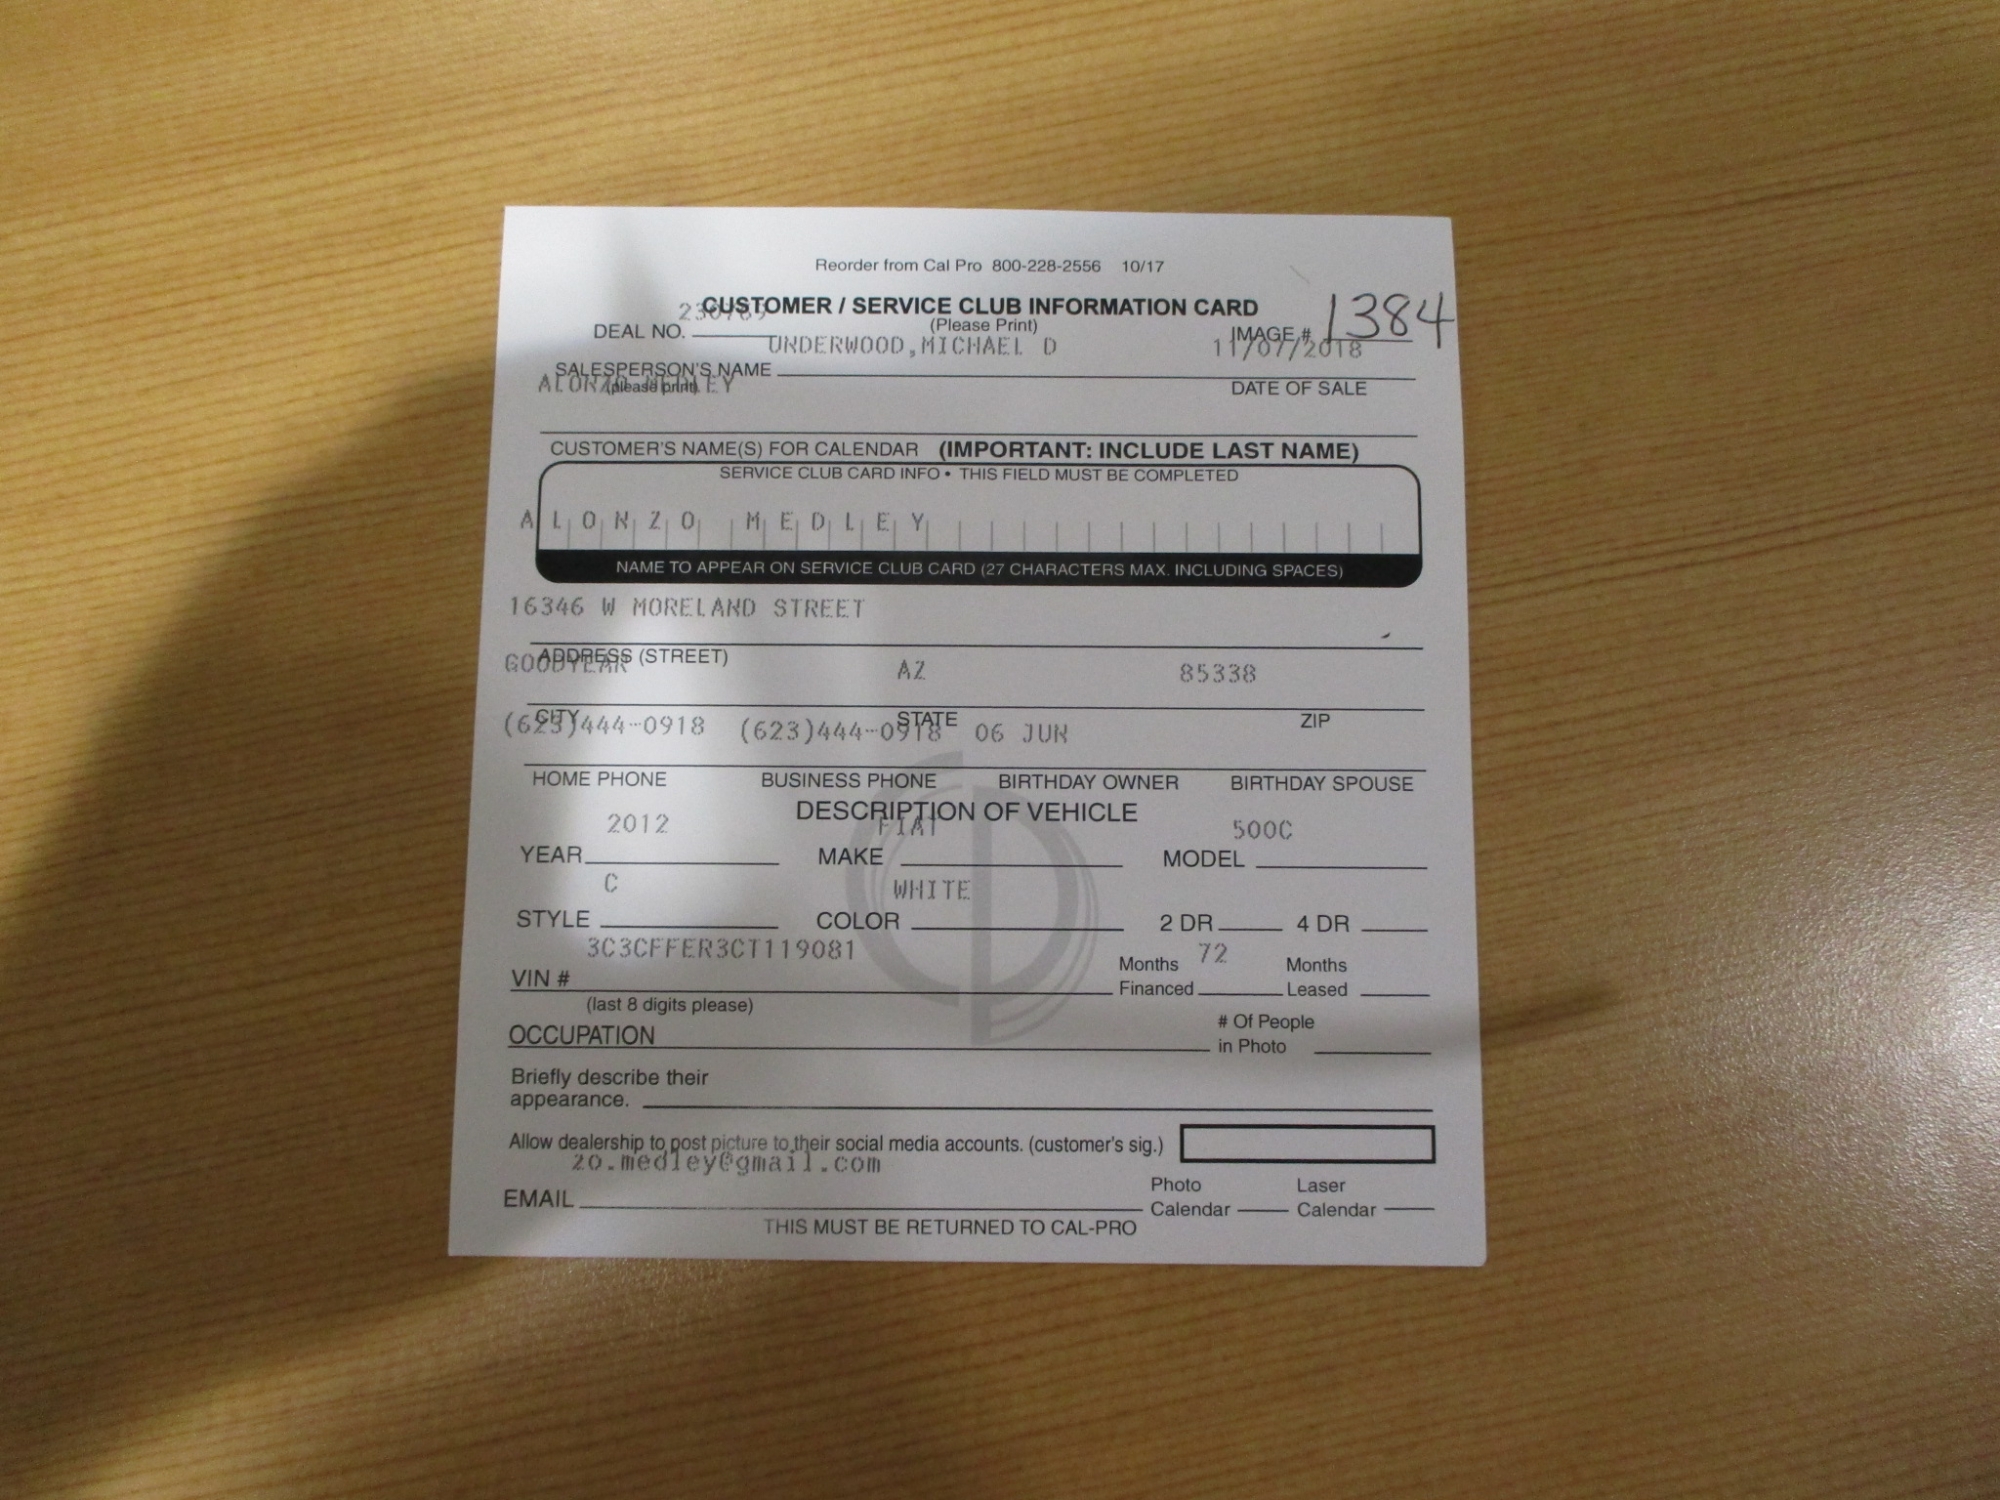 Reorder from Cal Pro 800-228-2556 10/17
CUSTOMER / SERVICE CLUB INFORMATION CARD
(Please Print)
DEAL NO. IMAGE # 1384
UNDERWOOD,MICHAEL D 11/07/2018
SALESPERSON'S NAME
(please print) DATE OF SALE
ALONZO MEDLEY
CUSTOMER'S NAME(S) FOR CALENDAR (IMPORTANT: INCLUDE LAST NAME)
SERVICE CLUB CARD INFO • THIS FIELD MUST BE COMPLETED
ALONZO MEDLEY
NAME TO APPEAR ON SERVICE CLUB CARD (27 CHARACTERS MAX. INCLUDING SPACES)
16346 W MORELAND STREET
ADDRESS (STREET)
GOODYEAR AZ 85338
CITY STATE ZIP
(623)444-0918 (623)444-0918 06 JUN
HOME PHONE BUSINESS PHONE BIRTHDAY OWNER BIRTHDAY SPOUSE
DESCRIPTION OF VEHICLE
2012 FIAT 500C
YEAR MAKE MODEL
C WHITE
STYLE COLOR 2 DR 4 DR
3C3CFFER3CT119081 72
VIN # Months Financed Months Leased
(last 8 digits please)
OCCUPATION # Of People in Photo
Briefly describe their
appearance.
Allow dealership to post picture to their social media accounts. (customer's sig.)
zo.medley@gmail.com
EMAIL Photo Calendar Laser Calendar
THIS MUST BE RETURNED TO CAL-PRO